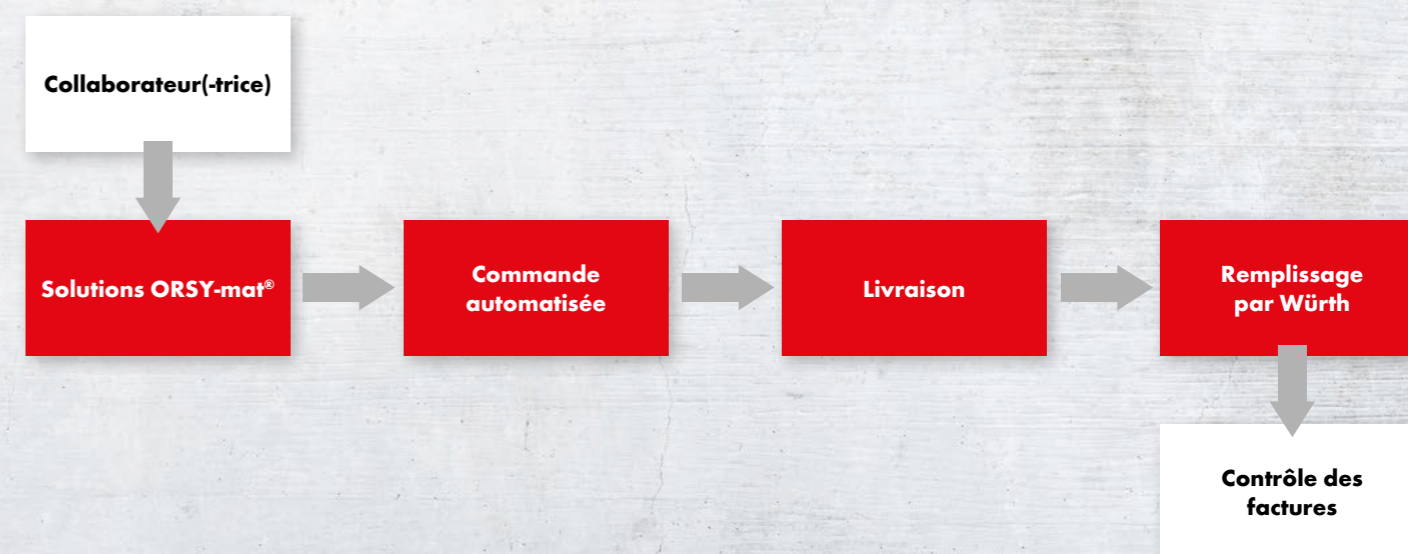 Collaborateur(-trice)
Solutions ORSY-mat®
Commande
automatisée
Livraison
Remplissage
par Würth
Contrôle des
factures